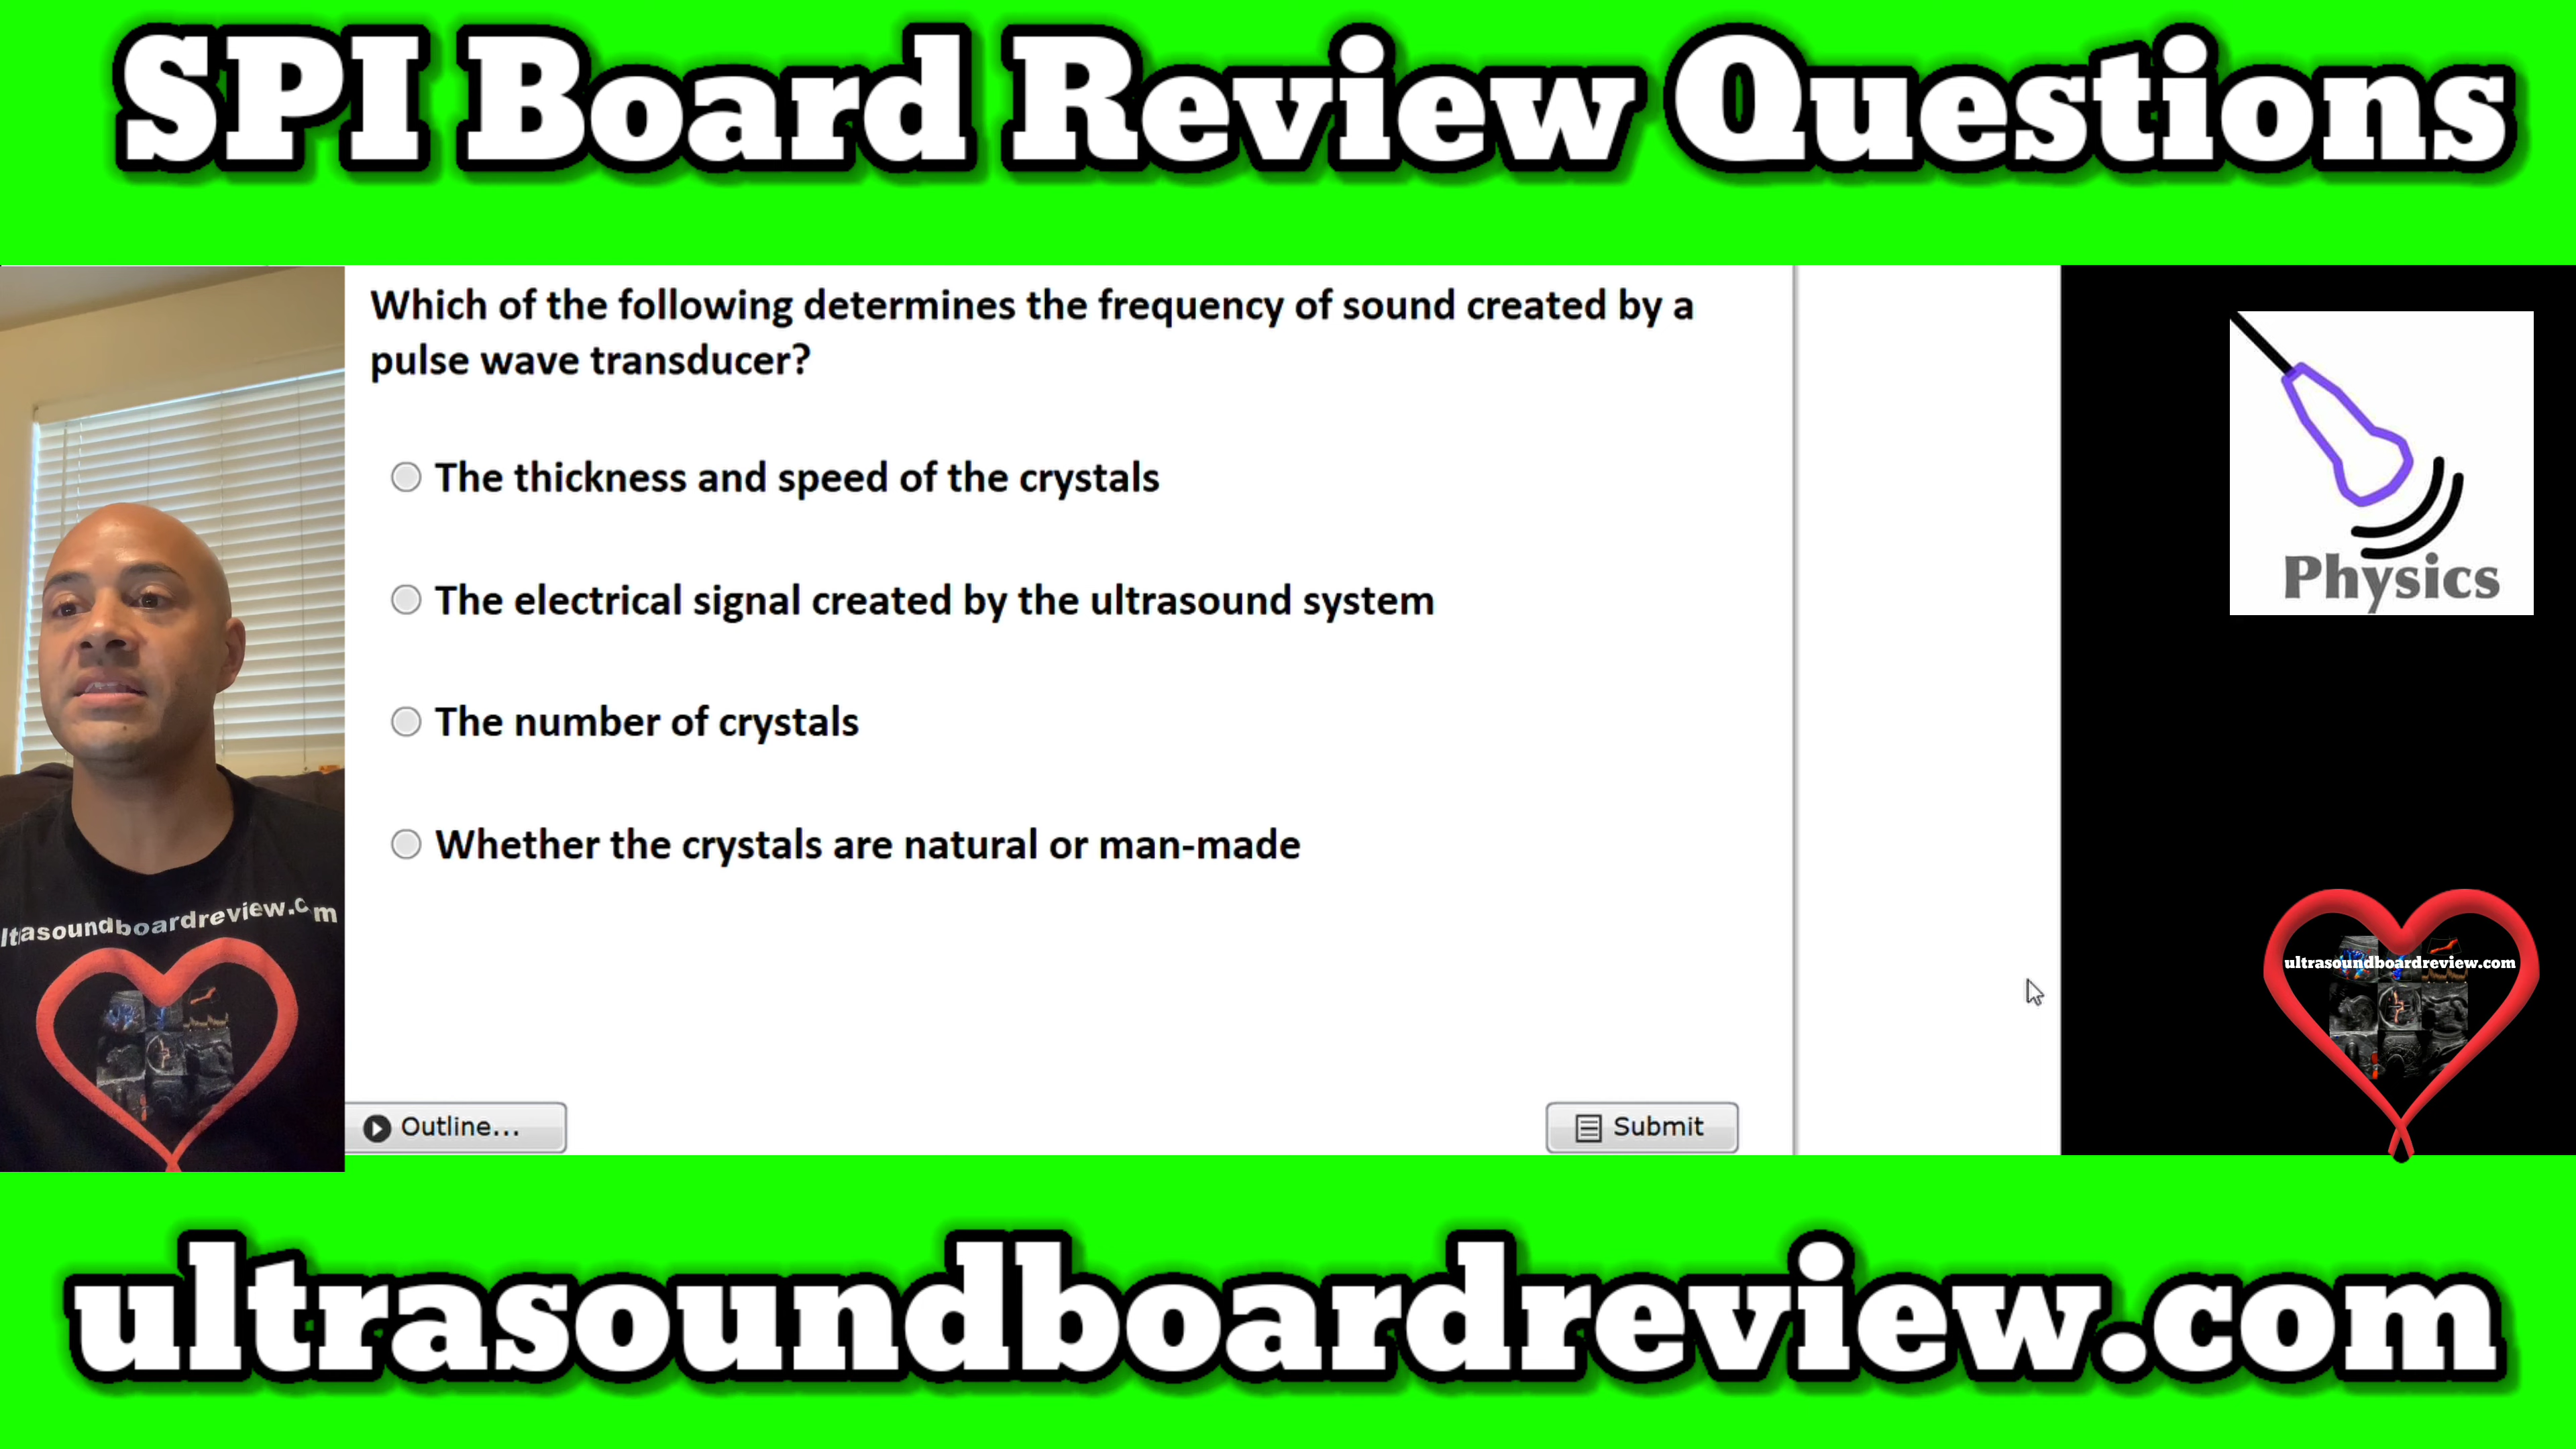 SPI Board Review Questions
Which of the following determines the frequency of sound created by a
pulse wave transducer?
The thickness and speed of the crystals
The electrical signal created by the ultrasound system
The number of crystals
Whether the crystals are natural or man-made
Outline...
Submit
Physics
ultrasoundboardreview.com
ltrasoundboardreview.c m
ultrasoundboardreview.com